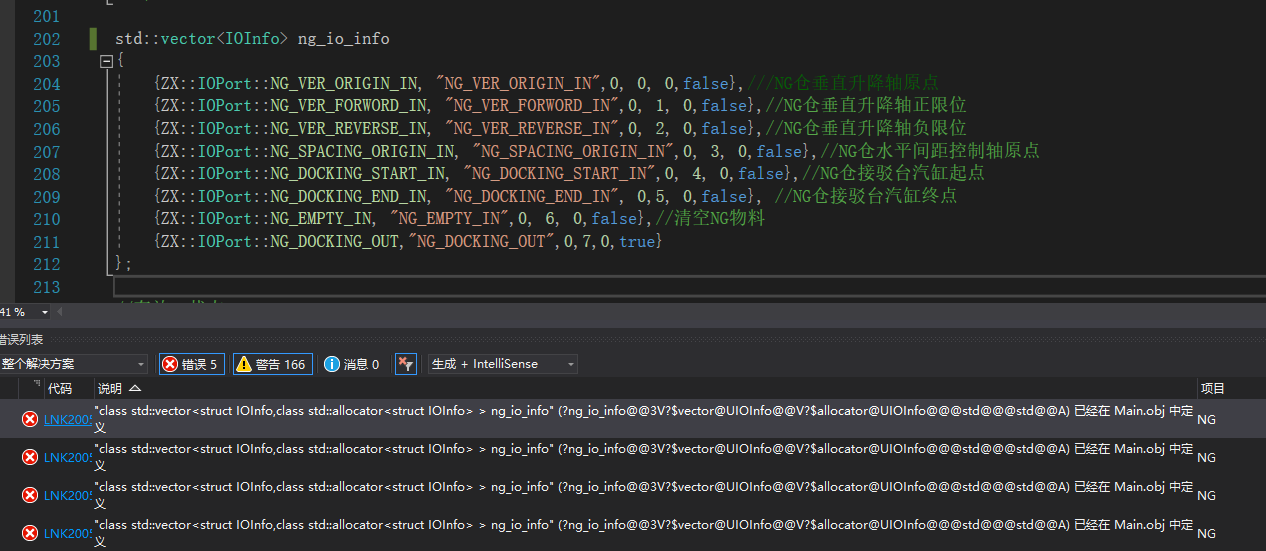 201
202 std::vector<IOInfo> ng_io_info
203 {
204 {ZX::IOPort::NG_VER_ORIGIN_IN, "NG_VER_ORIGIN_IN",0, 0, 0,false},///NG仓垂直升降轴原点
205 {ZX::IOPort::NG_VER_FORWORD_IN, "NG_VER_FORWORD_IN",0, 1, 0,false},//NG仓垂直升降轴正限位
206 {ZX::IOPort::NG_VER_REVERSE_IN, "NG_VER_REVERSE_IN",0, 2, 0,false},//NG仓垂直升降轴负限位
207 {ZX::IOPort::NG_SPACING_ORIGIN_IN, "NG_SPACING_ORIGIN_IN",0, 3, 0,false},//NG仓水平间距控制轴原点
208 {ZX::IOPort::NG_DOCKING_START_IN, "NG_DOCKING_START_IN",0, 4, 0,false},//NG仓接驳台汽缸起点
209 {ZX::IOPort::NG_DOCKING_END_IN, "NG_DOCKING_END_IN", 0,5, 0,false}, //NG仓接驳台汽缸终点
210 {ZX::IOPort::NG_EMPTY_IN, "NG_EMPTY_IN",0, 6, 0,false},//清空NG物料
211 {ZX::IOPort::NG_DOCKING_OUT,"NG_DOCKING_OUT",0,7,0,true}
212 };
213
41 %
错误列表
整个解决方案 错误 5 警告 166 消息 0 生成 + IntelliSense
代码 说明 项目
LNK2005 "class std::vector<struct IOInfo,class std::allocator<struct IOInfo> > ng_io_info" (?ng_io_info@@3V?$vector@UIOInfo@@V?$allocator@UIOInfo@@@std@@@std@@A) 已经在 Main.obj 中定 NG
义
LNK2005 "class std::vector<struct IOInfo,class std::allocator<struct IOInfo> > ng_io_info" (?ng_io_info@@3V?$vector@UIOInfo@@V?$allocator@UIOInfo@@@std@@@std@@A) 已经在 Main.obj 中定 NG
义
LNK2005 "class std::vector<struct IOInfo,class std::allocator<struct IOInfo> > ng_io_info" (?ng_io_info@@3V?$vector@UIOInfo@@V?$allocator@UIOInfo@@@std@@@std@@A) 已经在 Main.obj 中定 NG
义
LNK2005 "class std::vector<struct IOInfo,class std::allocator<struct IOInfo> > ng_io_info" (?ng_io_info@@3V?$vector@UIOInfo@@V?$allocator@UIOInfo@@@std@@@std@@A) 已经在 Main.obj 中定 NG
义